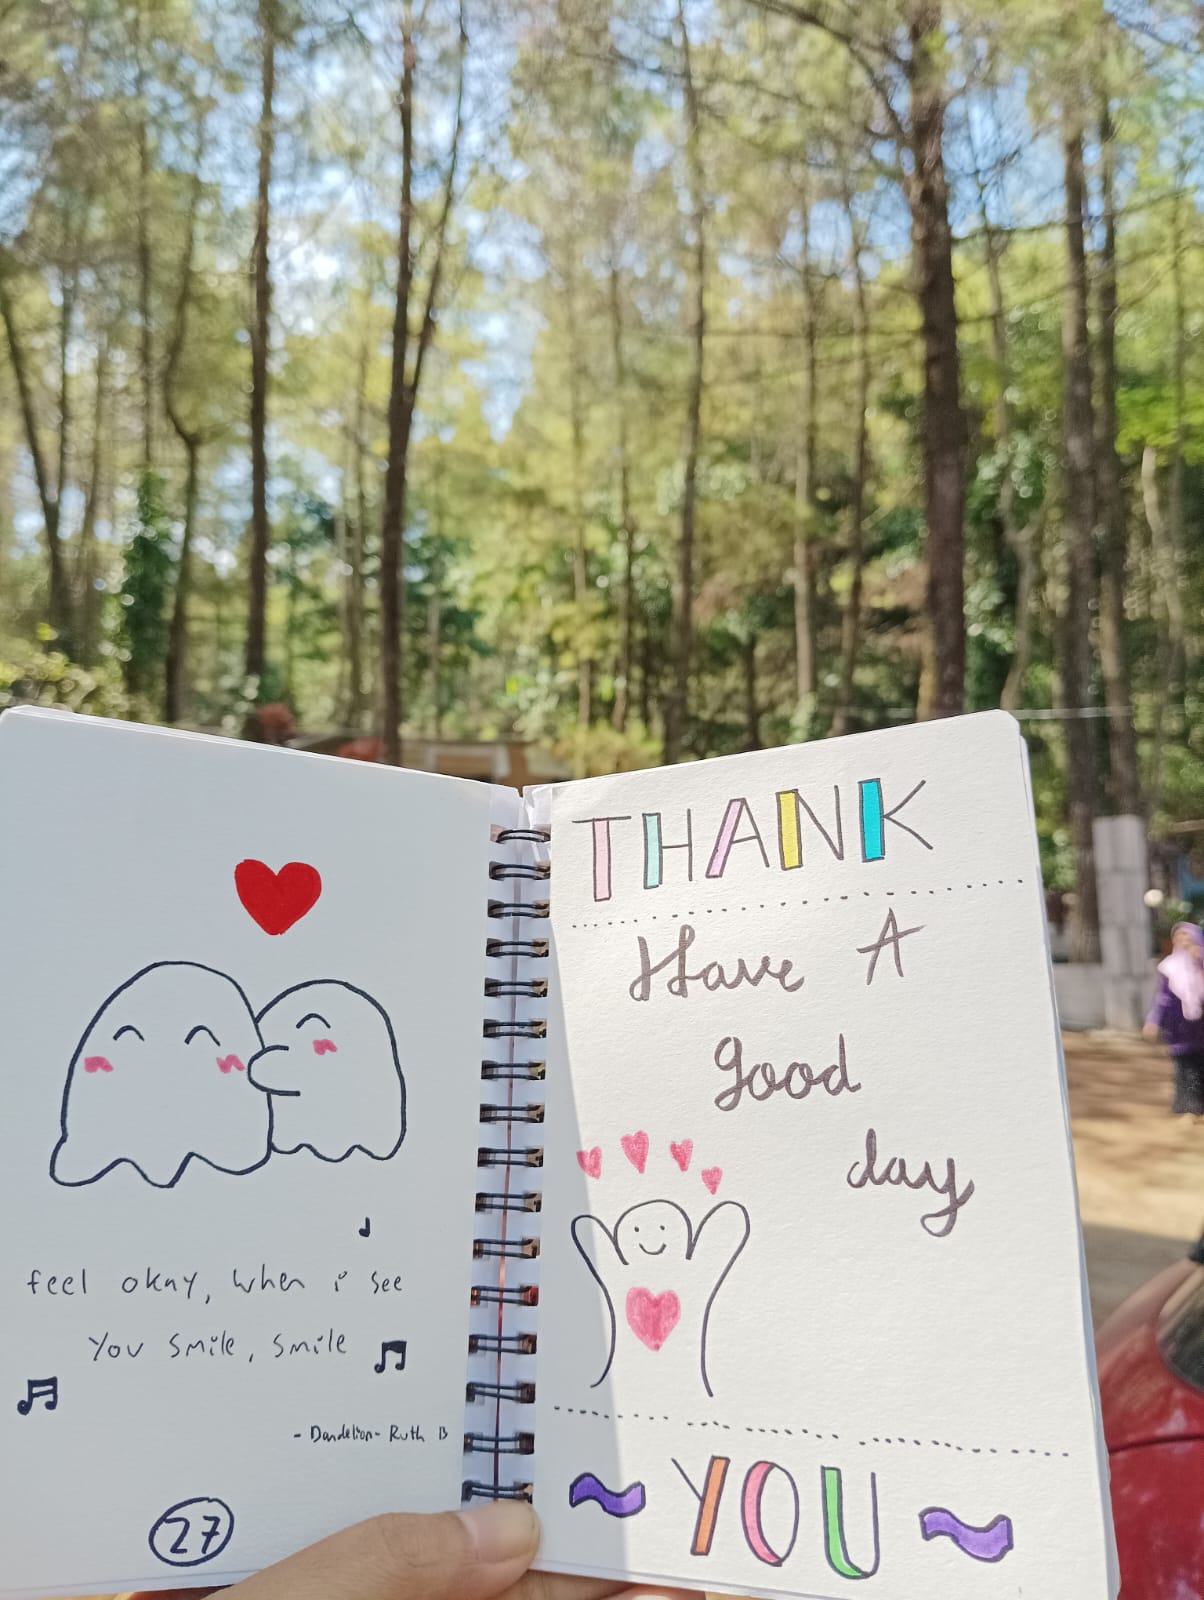 feel okay, when i see
you smile, smile
- Dandelion- Ruth B
27
THANK
Have A
good
day
~ YOU ~